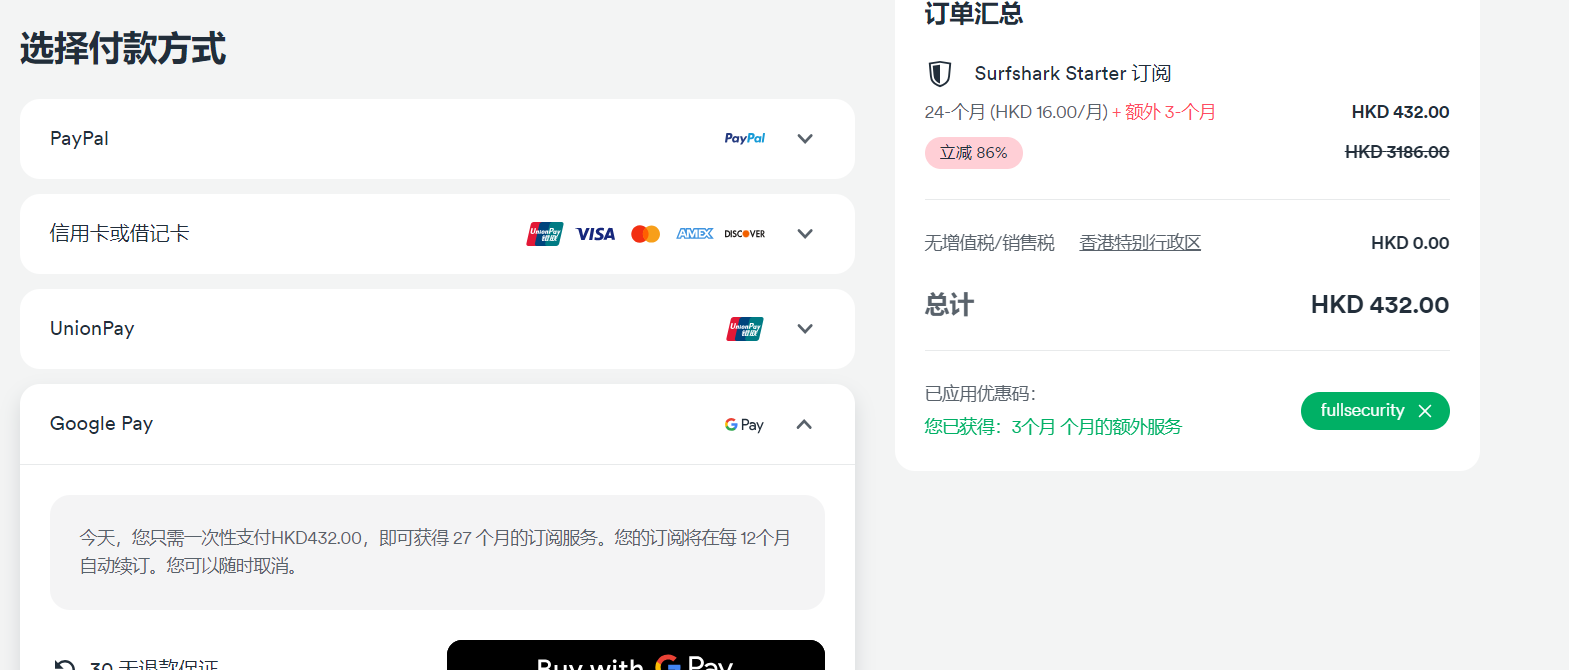 选择付款方式
PayPal
PayPal
信用卡或借记卡
UnionPay 银联 VISA AMEX DISCOVER
UnionPay
UnionPay 银联
Google Pay
G Pay
今天，您只需一次性支付HKD432.00，即可获得 27 个月的订阅服务。您的订阅将在每 12个月
自动续订。您可以随时取消。
30 天退款保证
Buy with G Pay
订单汇总
Surfshark Starter 订阅
24-个月 (HKD 16.00/月) + 额外 3-个月
HKD 432.00
立减 86%
HKD 3186.00
无增值税/销售税 香港特别行政区
HKD 0.00
总计
HKD 432.00
已应用优惠码：
您已获得：3个月 个月的额外服务
fullsecurity